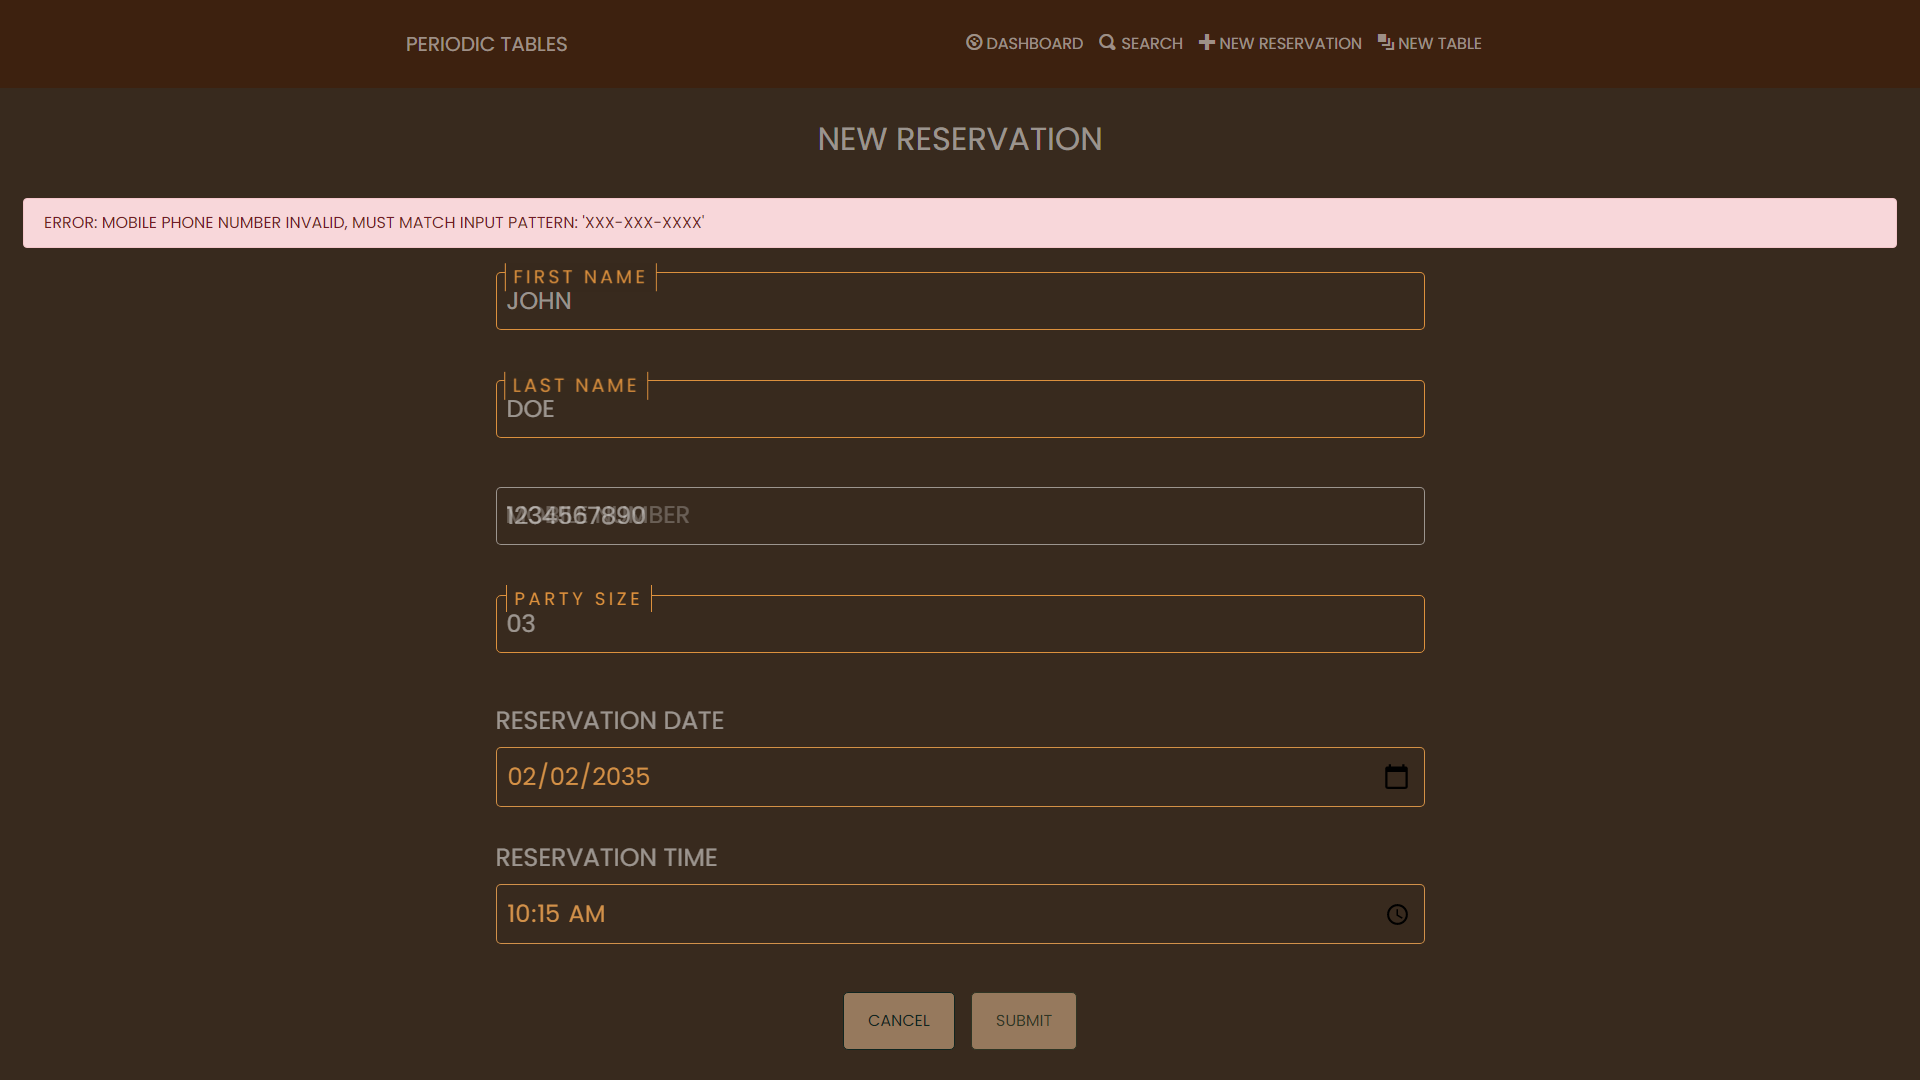 PERIODIC TABLES
DASHBOARD SEARCH NEW RESERVATION NEW TABLE
NEW RESERVATION
ERROR: MOBILE PHONE NUMBER INVALID, MUST MATCH INPUT PATTERN: 'XXX-XXX-XXXX'
FIRST NAME
JOHN
LAST NAME
DOE
MOBILE NUMBER
1234567890
PARTY SIZE
03
RESERVATION DATE
02/02/2035
RESERVATION TIME
10:15 AM
CANCEL SUBMIT